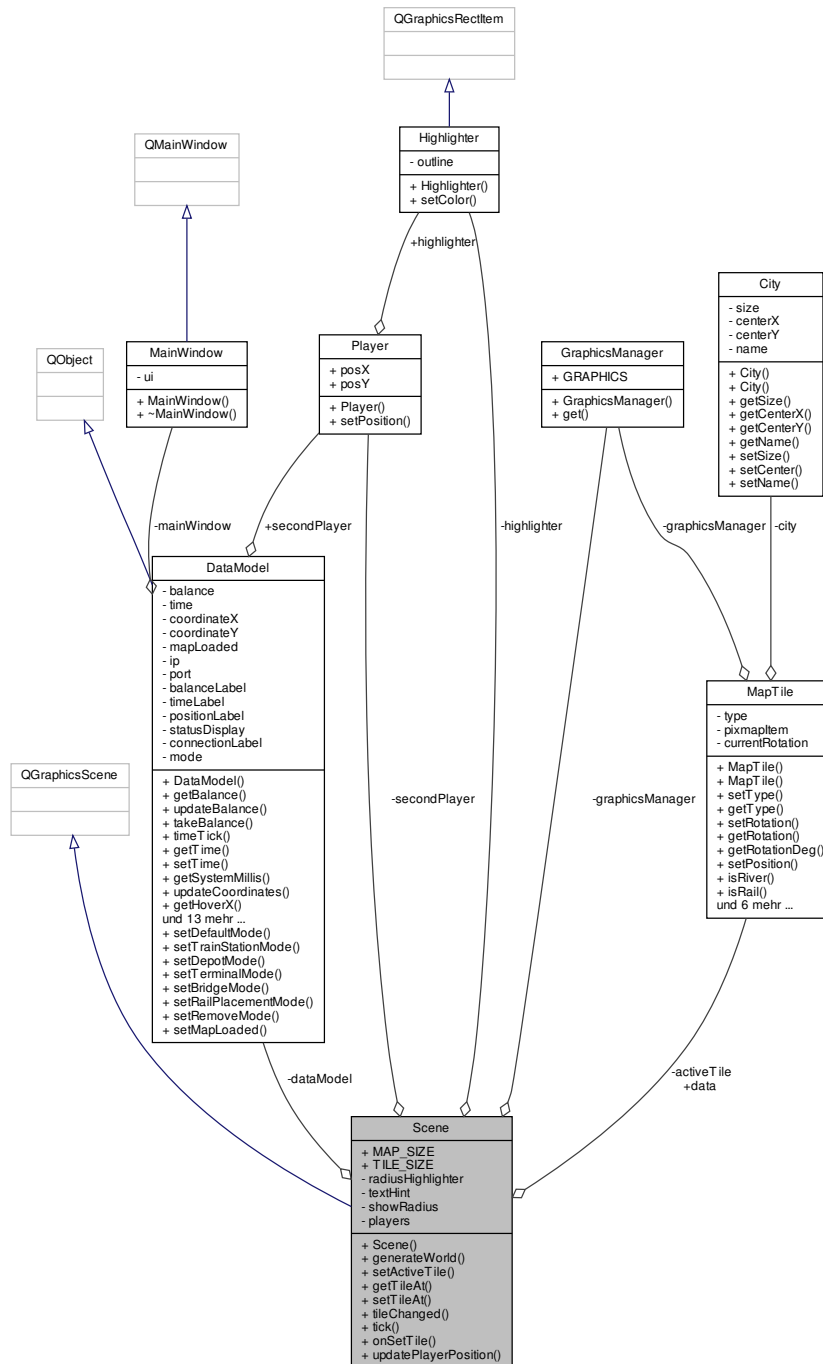 QGraphicsRectItem
Highlighter
- outline
+ Highlighter()
+ setColor()
QMainWindow
+highlighter
City
- size
- centerX
- centerY
- name
+ City()
+ City()
+ getSize()
+ getCenterX()
+ getCenterY()
+ getName()
+ setSize()
+ setCenter()
+ setName()
QObject
MainWindow
- ui
+ MainWindow()
+ ~MainWindow()
Player
+ posX
+ posY
+ Player()
+ setPosition()
GraphicsManager
+ GRAPHICS
+ GraphicsManager()
+ get()
-mainWindow
+secondPlayer
-highlighter
-graphicsManager
-city
DataModel
- balance
- time
- coordinateX
- coordinateY
- mapLoaded
- ip
- port
- balanceLabel
- timeLabel
- positionLabel
- statusDisplay
- connectionLabel
- mode
+ DataModel()
+ getBalance()
+ updateBalance()
+ takeBalance()
+ timeTick()
+ getTime()
+ setTime()
+ getSystemMillis()
+ updateCoordinates()
+ getHoverX()
und 13 mehr ...
+ setDefaultMode()
+ setTrainStationMode()
+ setDepotMode()
+ setTerminalMode()
+ setBridgeMode()
+ setRailPlacementMode()
+ setRemoveMode()
+ setMapLoaded()
MapTile
- type
- pixmapItem
- currentRotation
+ MapTile()
+ MapTile()
+ setType()
+ getType()
+ setRotation()
+ getRotation()
+ getRotationDeg()
+ setPosition()
+ isRiver()
+ isRail()
und 6 mehr ...
QGraphicsScene
-secondPlayer
-graphicsManager
-dataModel
-activeTile
+data
Scene
+ MAP_SIZE
+ TILE_SIZE
- radiusHighlighter
- textHint
- showRadius
- players
+ Scene()
+ generateWorld()
+ setActiveTile()
+ getTileAt()
+ setTileAt()
+ tileChanged()
+ tick()
+ onSetTile()
+ updatePlayerPosition()